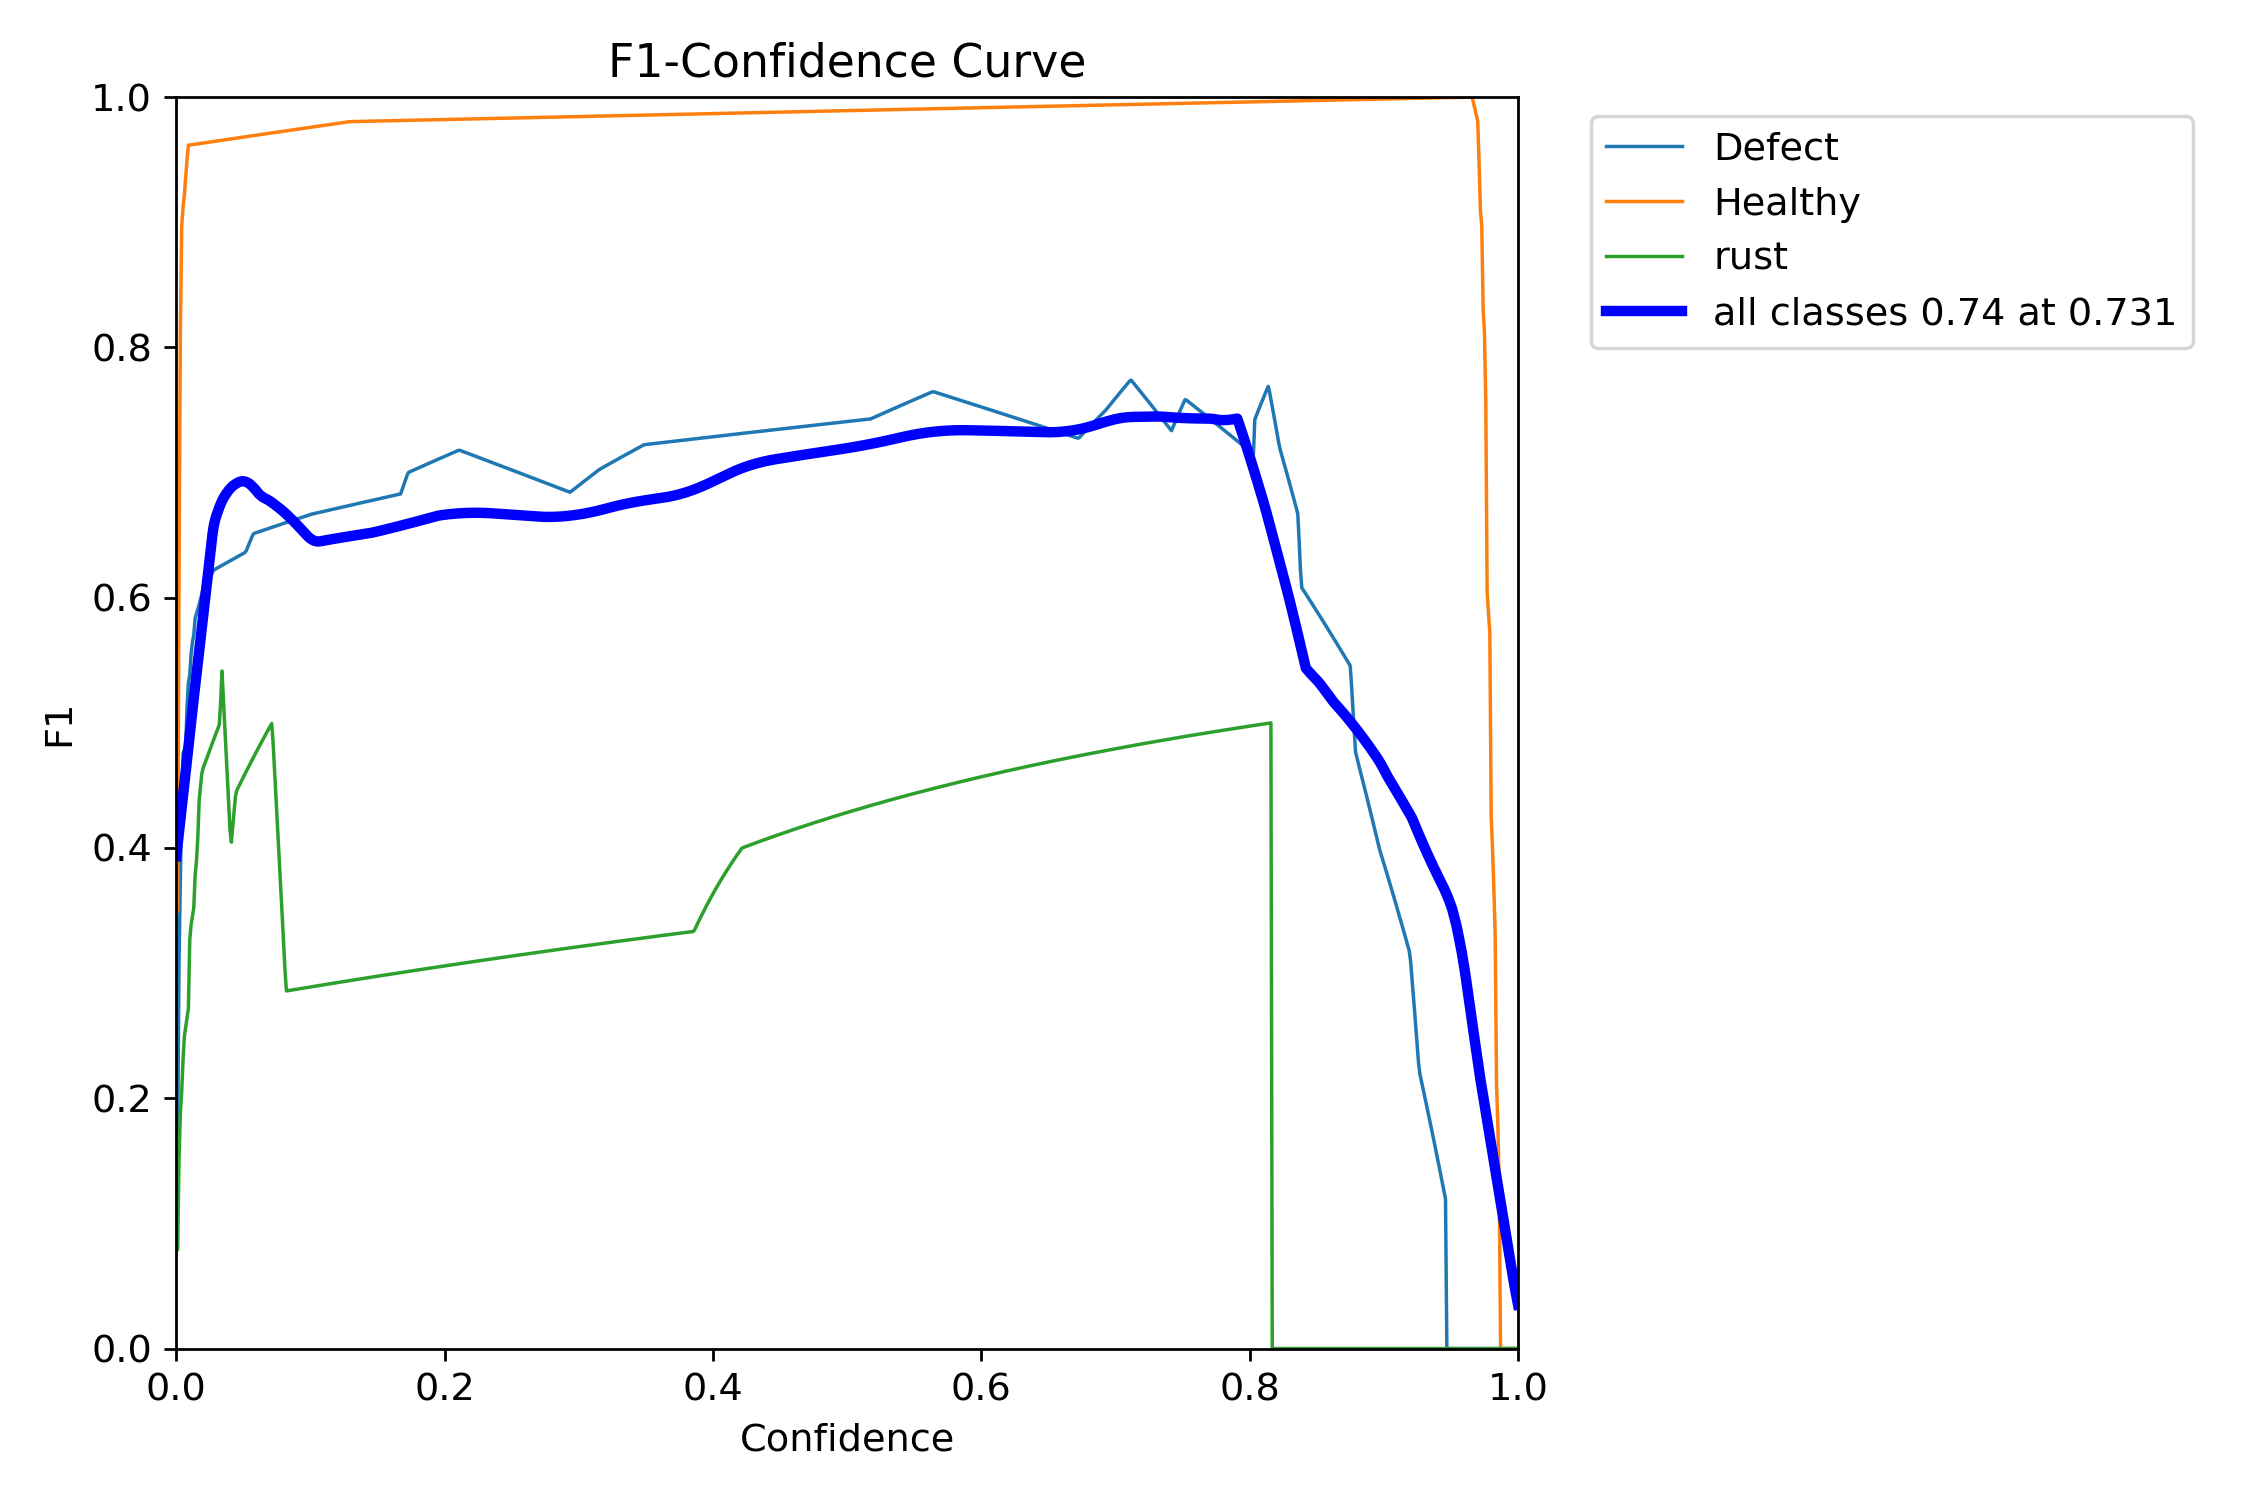 F1-Confidence Curve
1.0
0.8
0.6
0.4
0.2
0.0
F1
0.0 0.2 0.4 0.6 0.8 1.0
Confidence
Defect
Healthy
rust
all classes 0.74 at 0.731